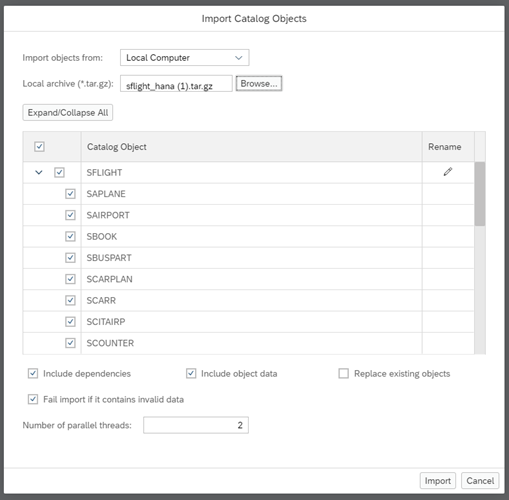 Import Catalog Objects
Import objects from: Local Computer
Local archive (*.tar.gz): sflight_hana (1).tar.gz Browse...
Expand/Collapse All
Catalog Object Rename
SFLIGHT
SAPLANE
SAIRPORT
SBOOK
SBUSPART
SCARPLAN
SCARR
SCITAIRP
SCOUNTER
Include dependencies Include object data Replace existing objects
Fail import if it contains invalid data
Number of parallel threads: 2
Import Cancel